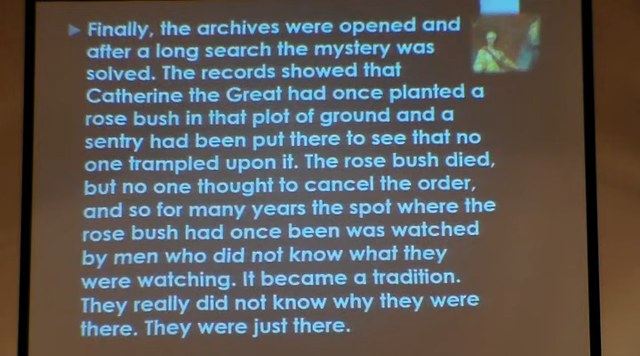 Finally, the archives were opened and
after a long search the mystery was
solved. The records showed that
Catherine the Great had once planted a
rose bush in that plot of ground and a
sentry had been put there to see that no
one trampled upon it. The rose bush died,
but no one thought to cancel the order,
and so for many years the spot where the
rose bush had once been was watched
by men who did not know what they
were watching. It became a tradition.
They really did not know why they were
there. They were just there.